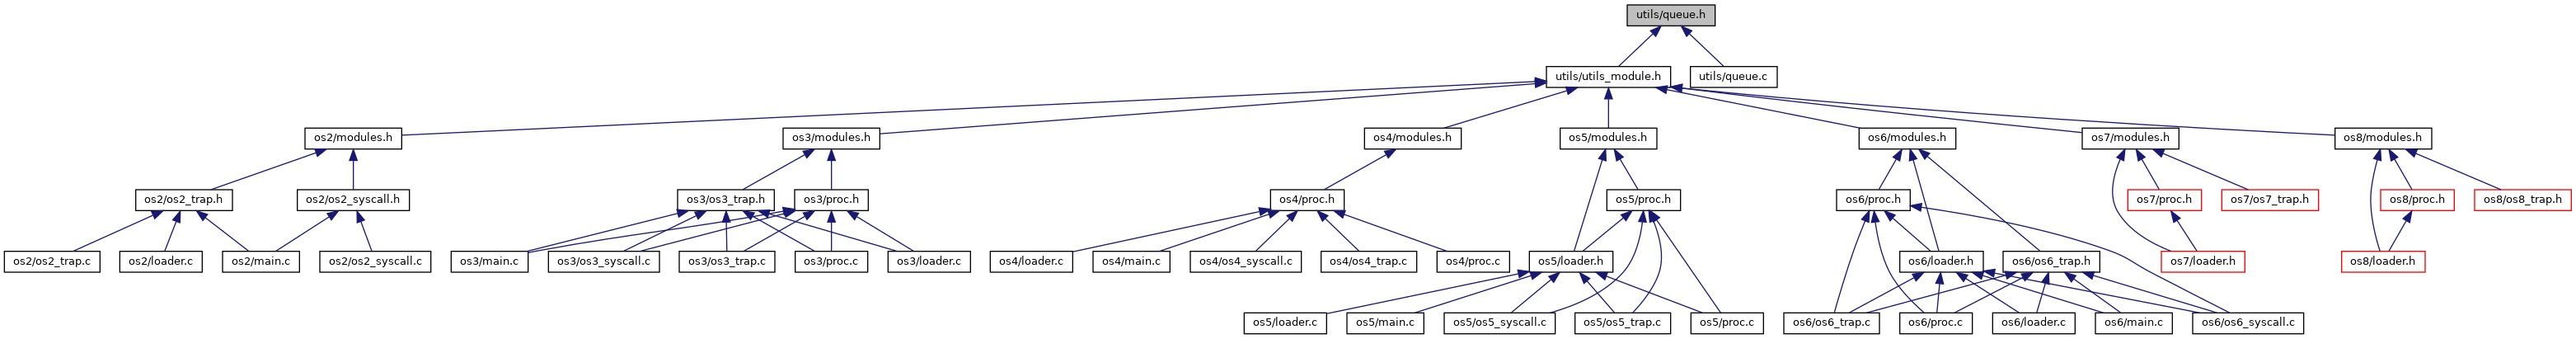 utils/queue.h
utils/utils_module.h
utils/queue.c
os2/modules.h
os3/modules.h
os4/modules.h
os5/modules.h
os6/modules.h
os7/modules.h
os8/modules.h
os2/os2_trap.h
os2/os2_syscall.h
os3/os3_trap.h
os3/proc.h
os4/proc.h
os5/proc.h
os6/proc.h
os7/proc.h
os7/os7_trap.h
os8/proc.h
os8/os8_trap.h
os2/os2_trap.c
os2/loader.c
os2/main.c
os2/os2_syscall.c
os3/main.c
os3/os3_syscall.c
os3/os3_trap.c
os3/proc.c
os3/loader.c
os4/loader.c
os4/main.c
os4/os4_syscall.c
os4/os4_trap.c
os4/proc.c
os5/loader.h
os6/loader.h
os6/os6_trap.h
os7/loader.h
os8/loader.h
os5/loader.c
os5/main.c
os5/os5_syscall.c
os5/os5_trap.c
os5/proc.c
os6/os6_trap.c
os6/proc.c
os6/loader.c
os6/main.c
os6/os6_syscall.c